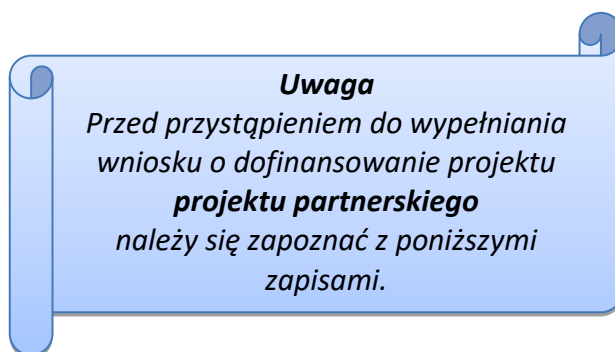 Uwaga
Przed przystąpieniem do wypełniania
wniosku o dofinansowanie projektu
projektu partnerskiego
należy się zapoznać z poniższymi
zapisami.